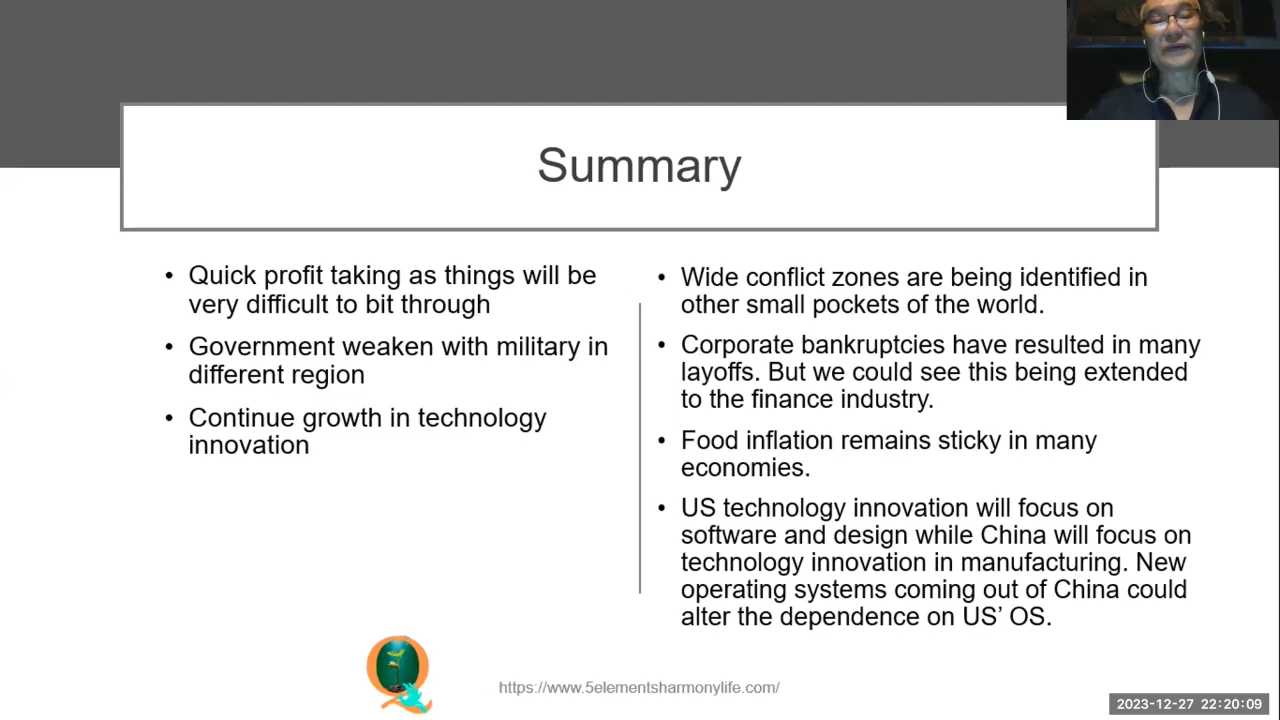 Summary
• Quick profit taking as things will be
very difficult to bit through
• Government weaken with military in
different region
• Continue growth in technology
innovation
• Wide conflict zones are being identified in
other small pockets of the world.
• Corporate bankruptcies have resulted in many
layoffs. But we could see this being extended
to the finance industry.
• Food inflation remains sticky in many
economies.
• US technology innovation will focus on
software and design while China will focus on
technology innovation in manufacturing. New
operating systems coming out of China could
alter the dependence on US’ OS.
https://www.5elementsharmonylife.com/
2023-12-27 22:20:09